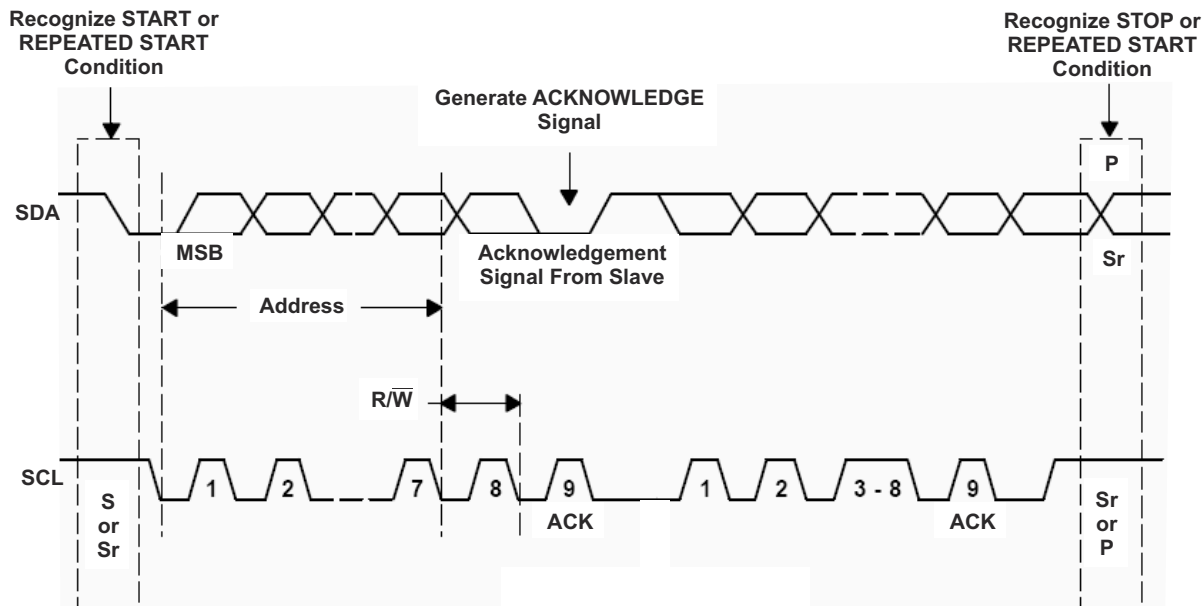 Recognize START or
REPEATED START
Condition
Recognize STOP or
REPEATED START
Condition
Generate ACKNOWLEDGE
Signal
P
SDA
MSB
Acknowledgement
Signal From Slave
Sr
Address
R/W̅
SCL
1
2
7
8
9
1
2
3 - 8
9
S
or
Sr
ACK
ACK
Sr
or
P